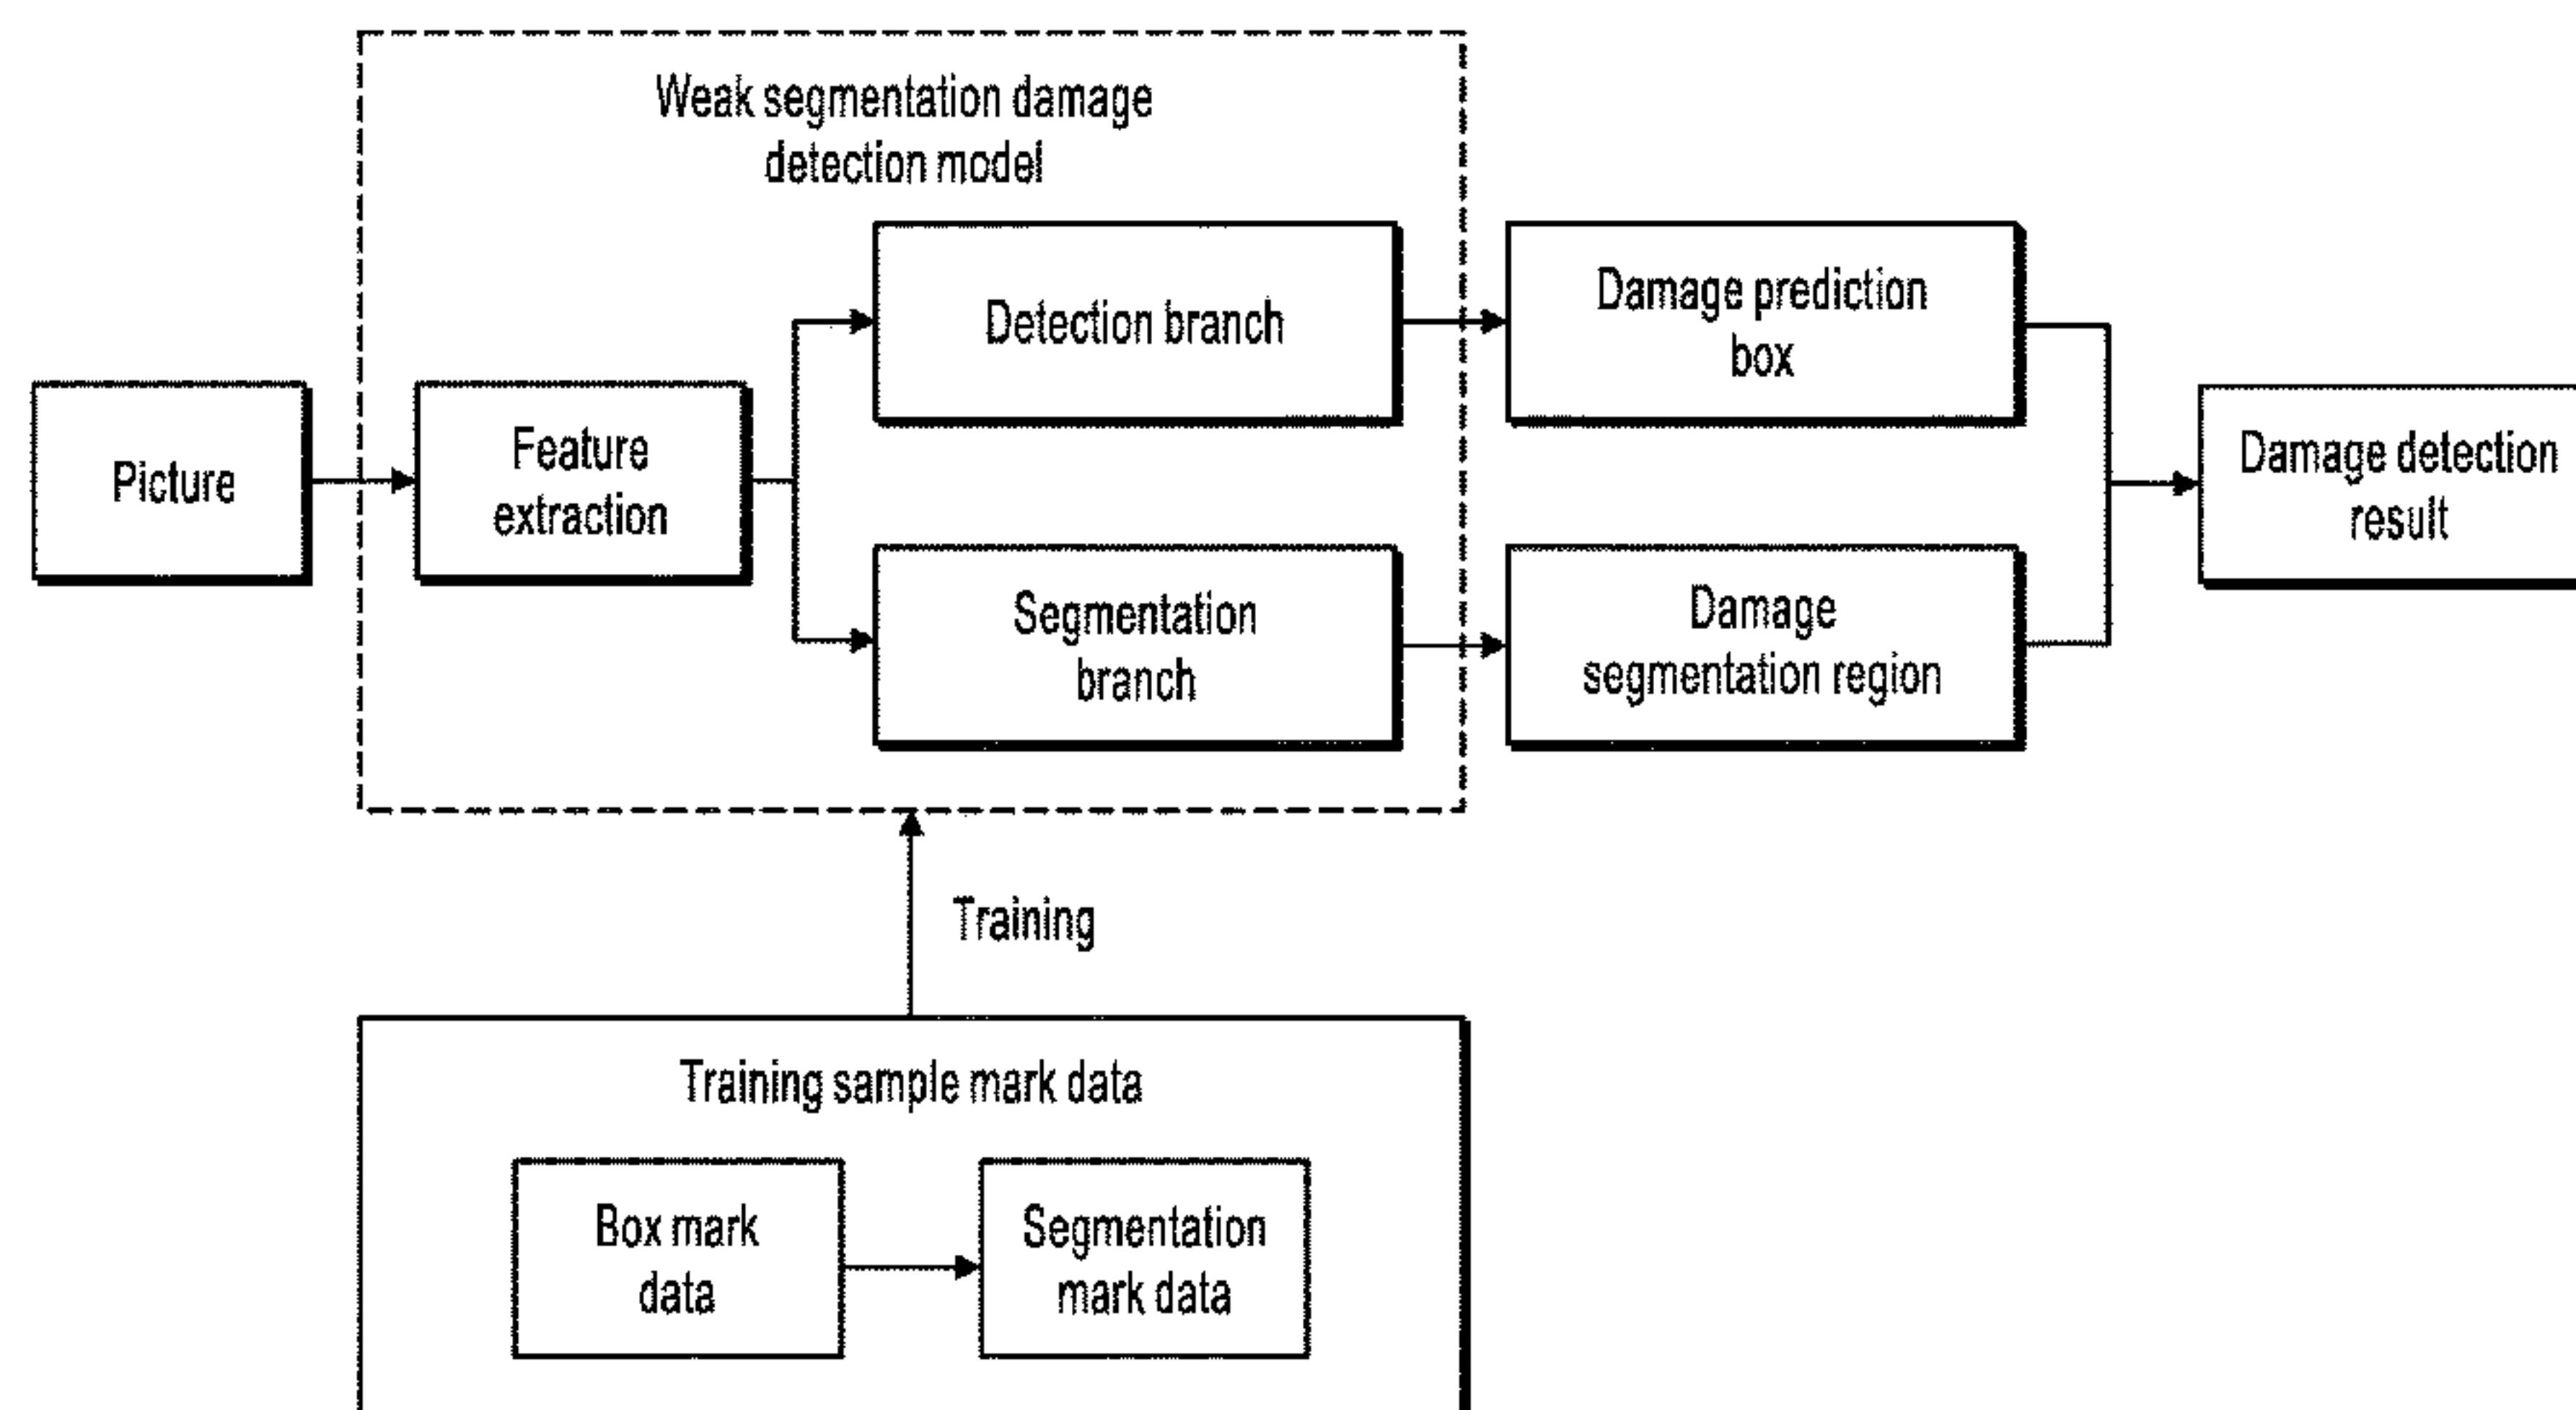 Weak segmentation damage
detection model
Picture
Feature
extraction
Detection branch
Segmentation
branch
Damage prediction
box
Damage
segmentation region
Damage detection
result
Training
Training sample mark data
Box mark
data
Segmentation
mark data